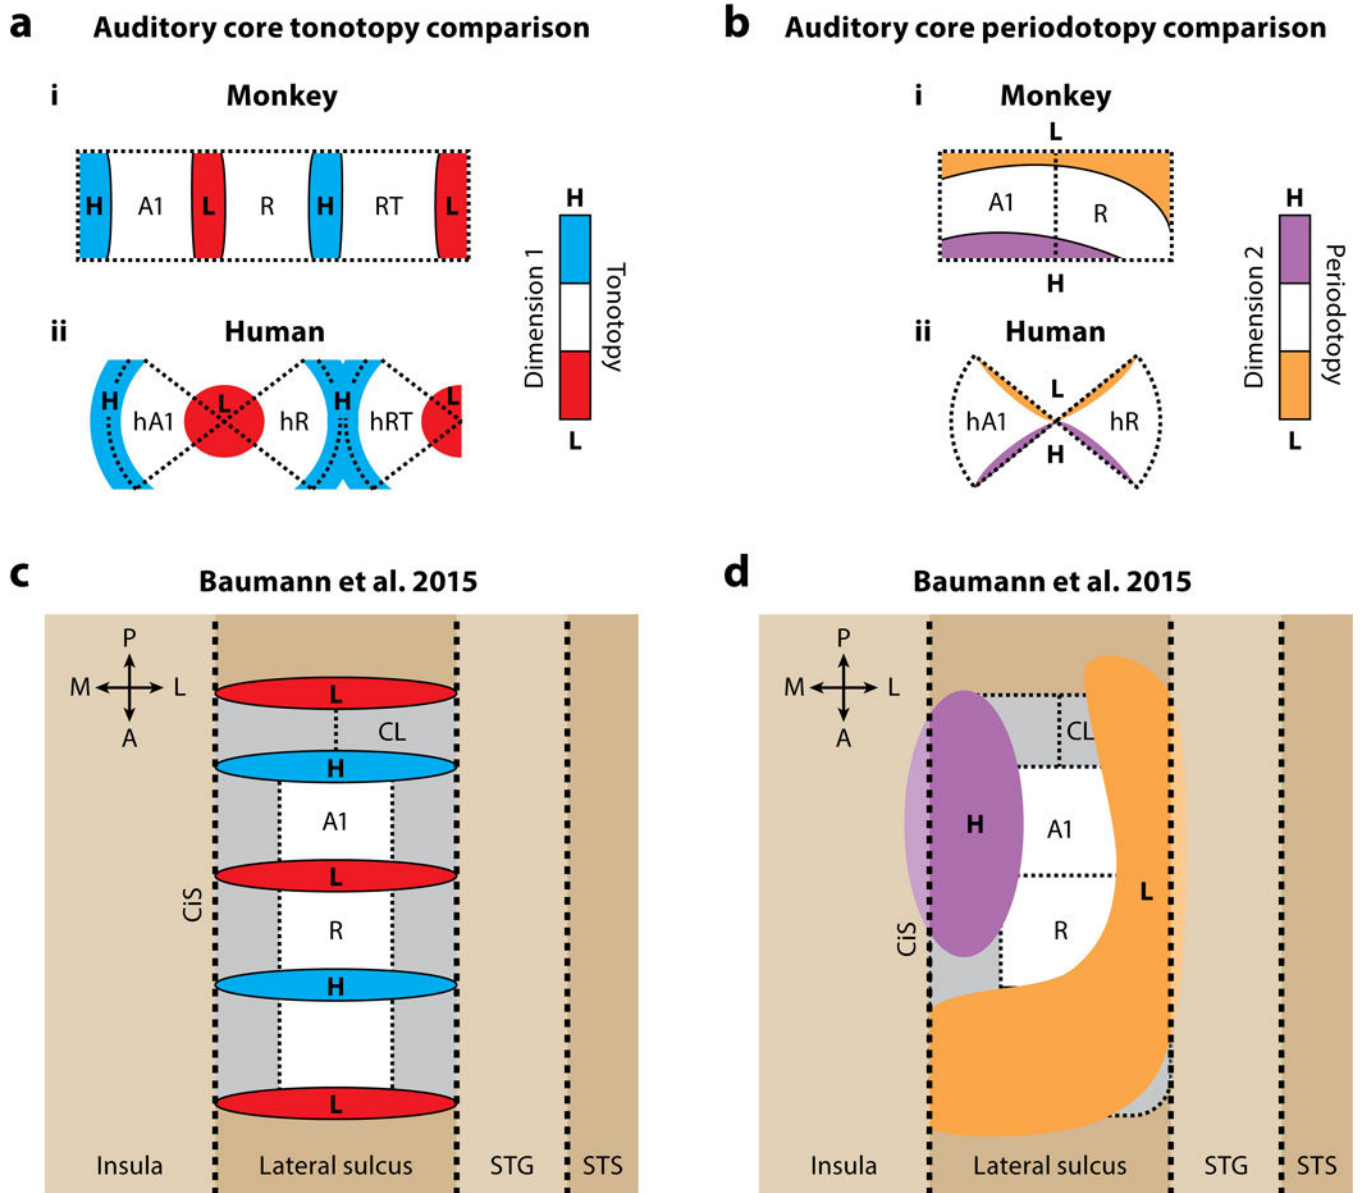 a Auditory core tonotopy comparison
i Monkey
H A1 L R H RT L
ii Human
H hA1 L hR H hRT L
H
Dimension 1
Tonotopy
L
b Auditory core periodotopy comparison
i Monkey
L
A1 R
H
ii Human
L
hA1 hR
H
H
Dimension 2
Periodotopy
L
c Baumann et al. 2015
P
M L
A
L
CL
H
A1
L
CiS
R
H
L
Insula Lateral sulcus STG STS
d Baumann et al. 2015
P
M L
A
CL
H A1
L
CiS
R
Insula Lateral sulcus STG STS